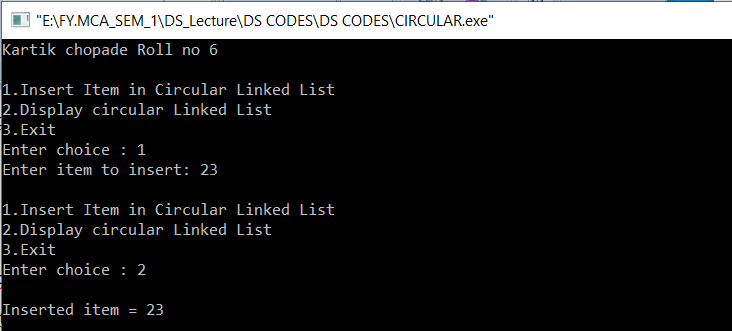 "E:\FY.MCA_SEM_1\DS_Lecture\DS CODES\DS CODES\CIRCULAR.exe"
Kartik chopade Roll no 6
1.Insert Item in Circular Linked List
2.Display circular Linked List
3.Exit
Enter choice : 1
Enter item to insert: 23
1.Insert Item in Circular Linked List
2.Display circular Linked List
3.Exit
Enter choice : 2
Inserted item = 23